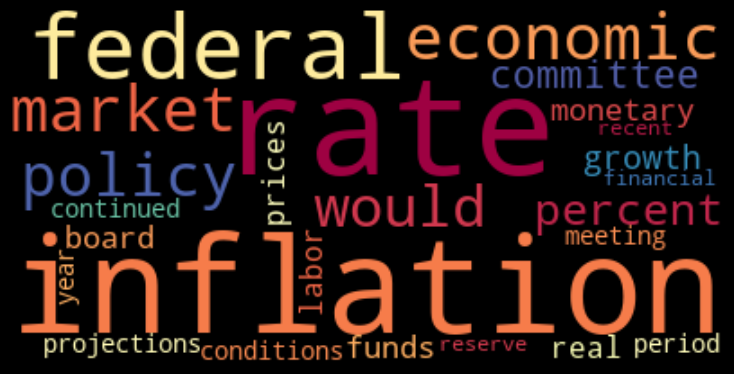 federal
economic
committee
market
rate
monetary
recent
prices
growth
policy
financial
continued
would
percent
board
labor
meeting
year
inflation
projections
conditions
funds
reserve
real
period